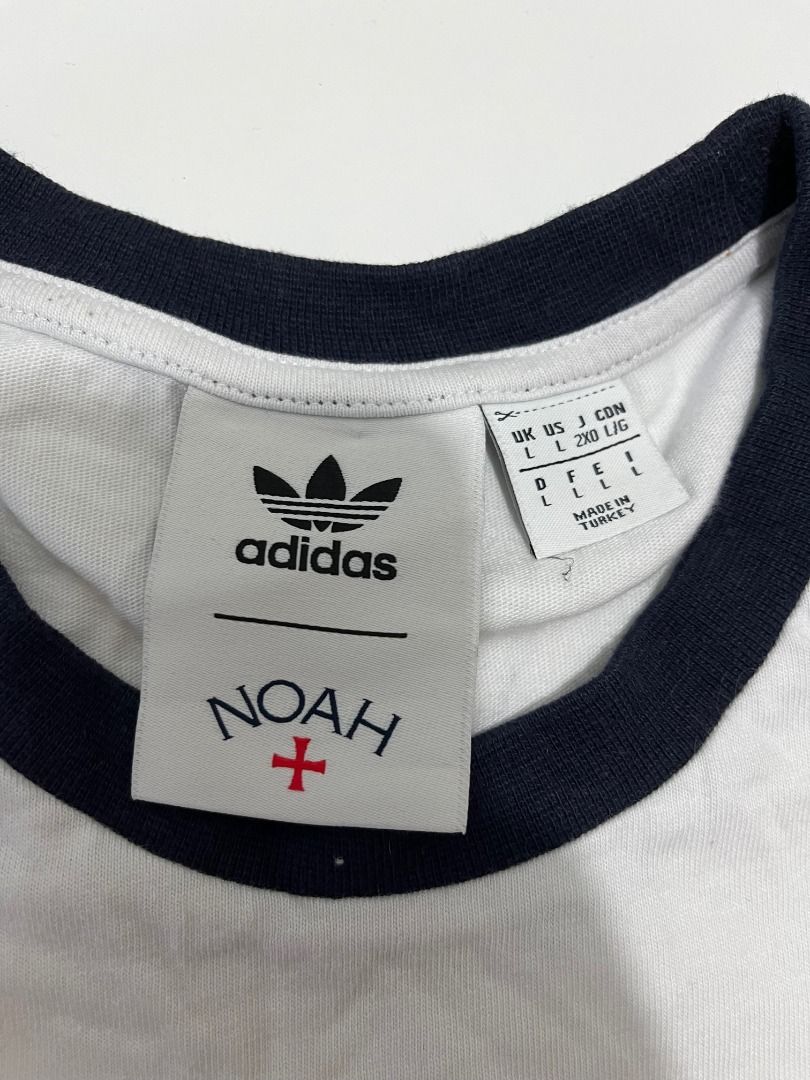 adidas
NOAH
UK US J CDN
L L 2XO L/G
D F E I
L L L L
MADE IN
TURKEY